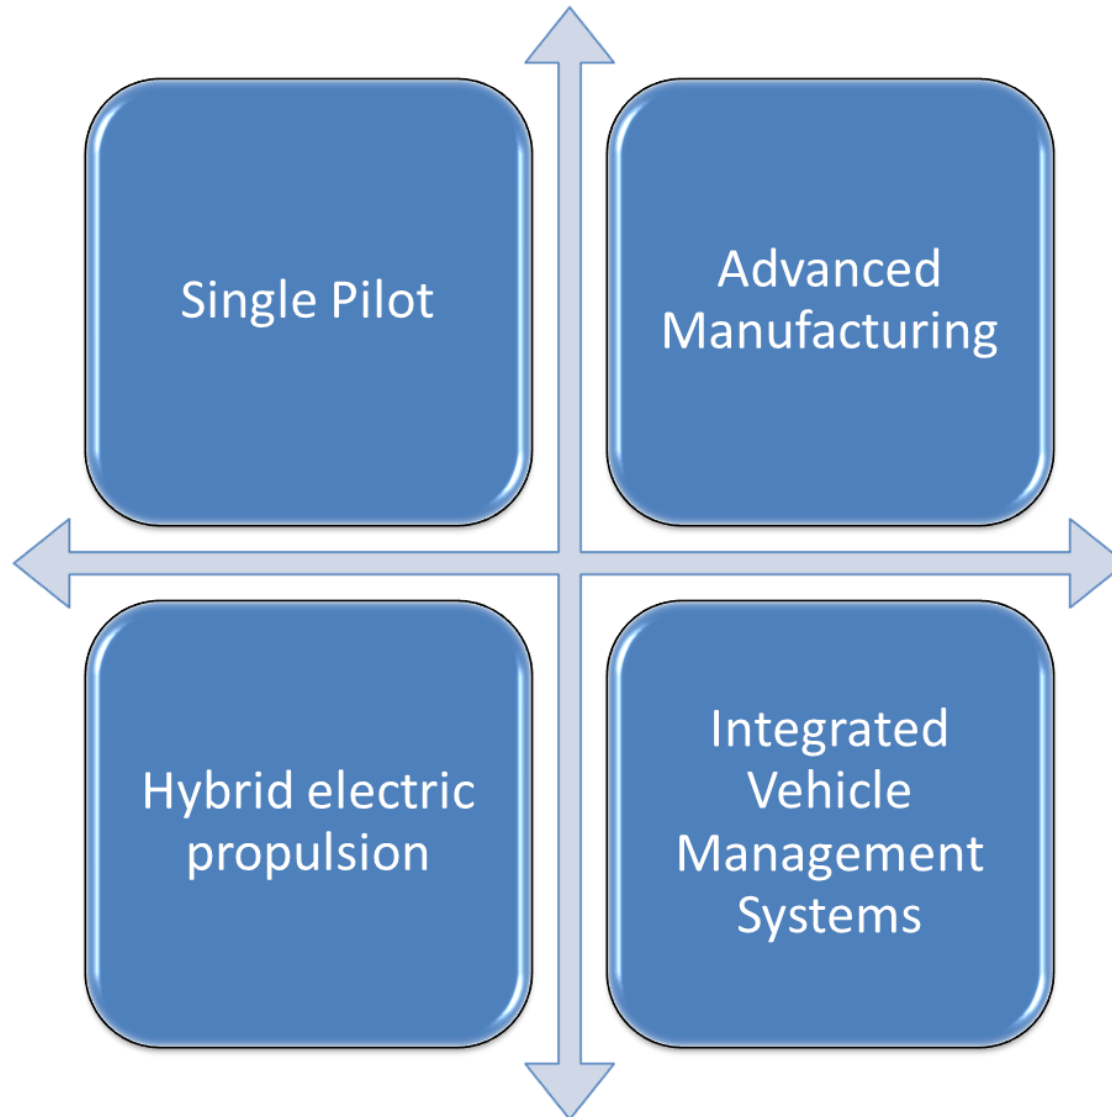 Single Pilot
Advanced
Manufacturing
Hybrid electric
propulsion
Integrated
Vehicle
Management
Systems